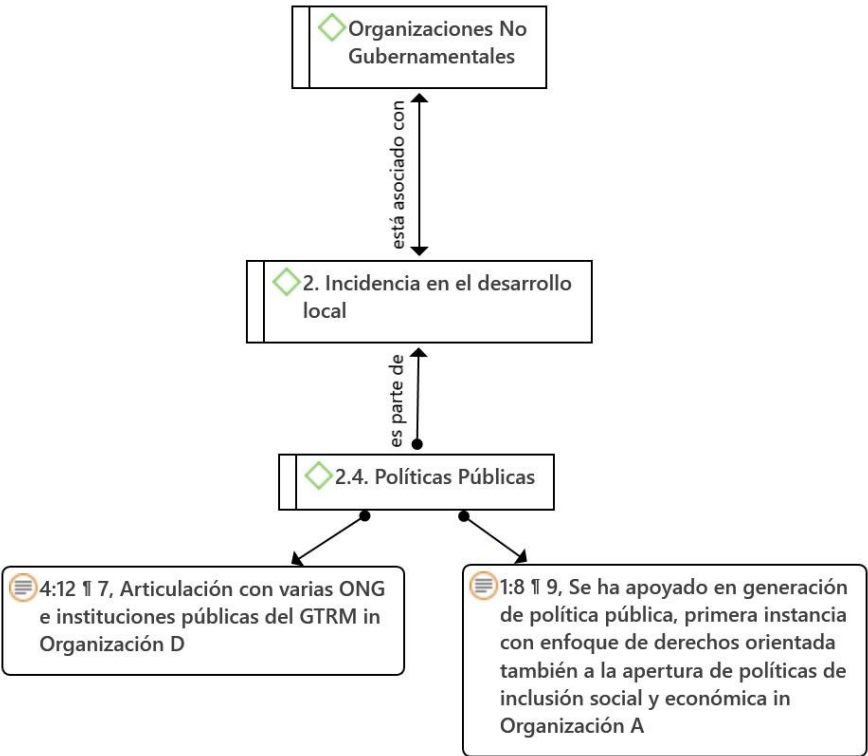 Organizaciones No
Gubernamentales
está asociado con
2. Incidencia en el desarrollo
local
es parte de
2.4. Políticas Públicas
4:12 ¶ 7, Articulación con varias ONG
e instituciones públicas del GTRM in
Organización D
1:8 ¶ 9, Se ha apoyado en generación
de política pública, primera instancia
con enfoque de derechos orientada
también a la apertura de políticas de
inclusión social y económica in
Organización A